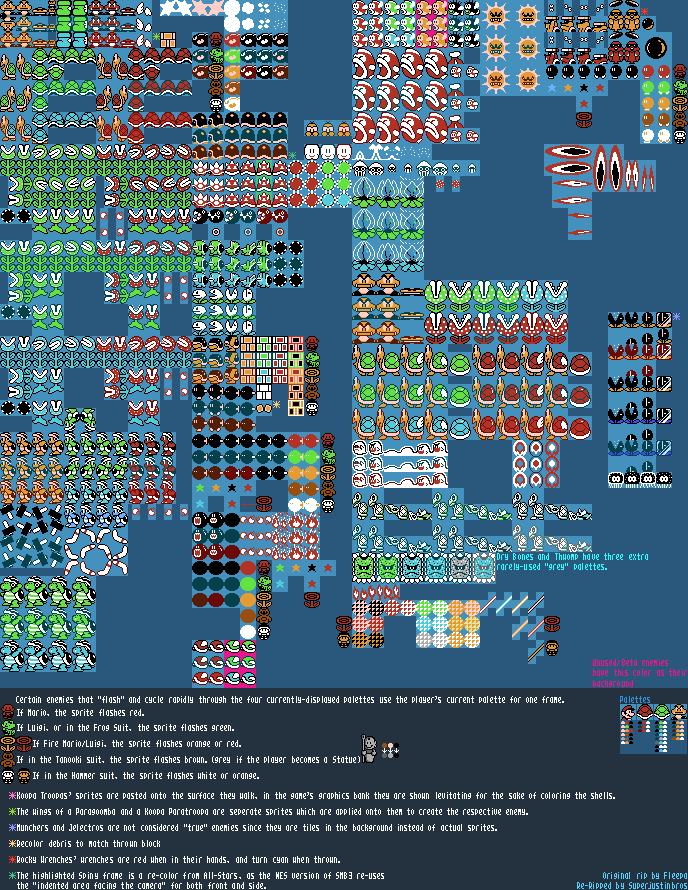 Dry Bones and Thwomp have three extra
rarely-used "grey" palettes.
Unused/Beta enemies
have this color as their
background
Certain enemies that "flash" and cycle rapidly through the four currently-displayed palettes use the player's current palette for one frame.
Palettes
If Mario, the sprite flashes red.
If Luigi, or in the Frog Suit, the sprite flashes green.
If Fire Mario/Luigi, the sprite flashes orange or red.
If in the Tanooki suit, the sprite flashes brown, (grey if the player becomes a Statue)
If in the Hammer suit, the sprite flashes white or orange.
*Koopa Troopas' sprites are pasted onto the surface they walk, in the game's graphics bank they are shown levitating for the sake of coloring the shells.
*The wings of a Paragoomba and a Koopa Paratroopa are seperate sprites which are applied onto them to create the respective enemy.
*Munchers and Jelectros are not considered "true" enemies since they are tiles in the background instead of actual sprites.
*Recolor debris to match thrown block
*Rocky Wrenches' wrenches are red when in their hands, and turn cyan when thrown.
*The highlighted Spiny frame is a re-color from All-Stars, as the NES version of SMB3 re-uses
the "indented area facing the camera" for both front and side.
Original rip by Fleepa
Re-Ripped by Superjustinbros